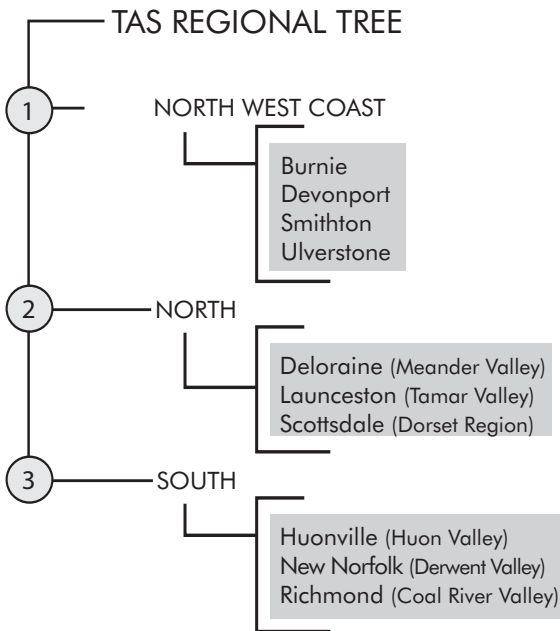 TAS REGIONAL TREE
1
NORTH WEST COAST
Burnie
Devonport
Smithton
Ulverstone
2
NORTH
Deloraine (Meander Valley)
Launceston (Tamar Valley)
Scottsdale (Dorset Region)
3
SOUTH
Huonville (Huon Valley)
New Norfolk (Derwent Valley)
Richmond (Coal River Valley)